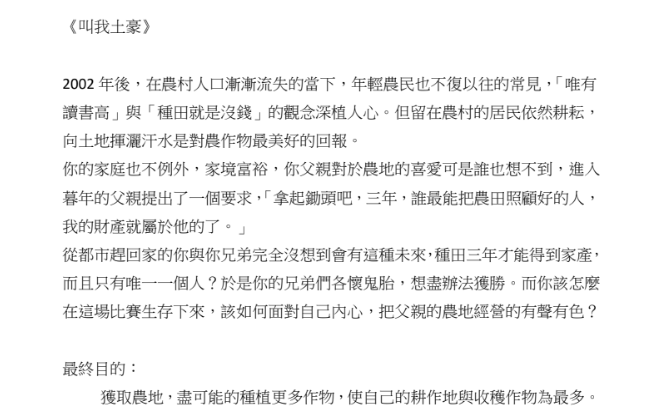 《叫我土豪》
2002 年後，在農村人口漸漸流失的當下，年輕農民也不復以往的常見，「唯有
讀書高」與「種田就是沒錢」的觀念深植人心。但留在農村的居民依然耕耘，
向土地揮灑汗水是對農作物最美好的回報。
你的家庭也不例外，家境富裕，你父親對於農地的喜愛可是誰也想不到，進入
暮年的父親提出了一個要求，「拿起鋤頭吧，三年，誰最能把農田照顧好的人，
我的財產就屬於他的了。」
從都市趕回家的你與你兄弟完全沒想到會有這種未來，種田三年才能得到家產，
而且只有唯一一個人？於是你的兄弟們各懷鬼胎，想盡辦法獲勝。而你該怎麼
在這場比賽生存下來，該如何面對自己內心，把父親的農地經營的有聲有色？
最終目的：
獲取農地，盡可能的種植更多作物，使自己的耕作地與收穫作物為最多。